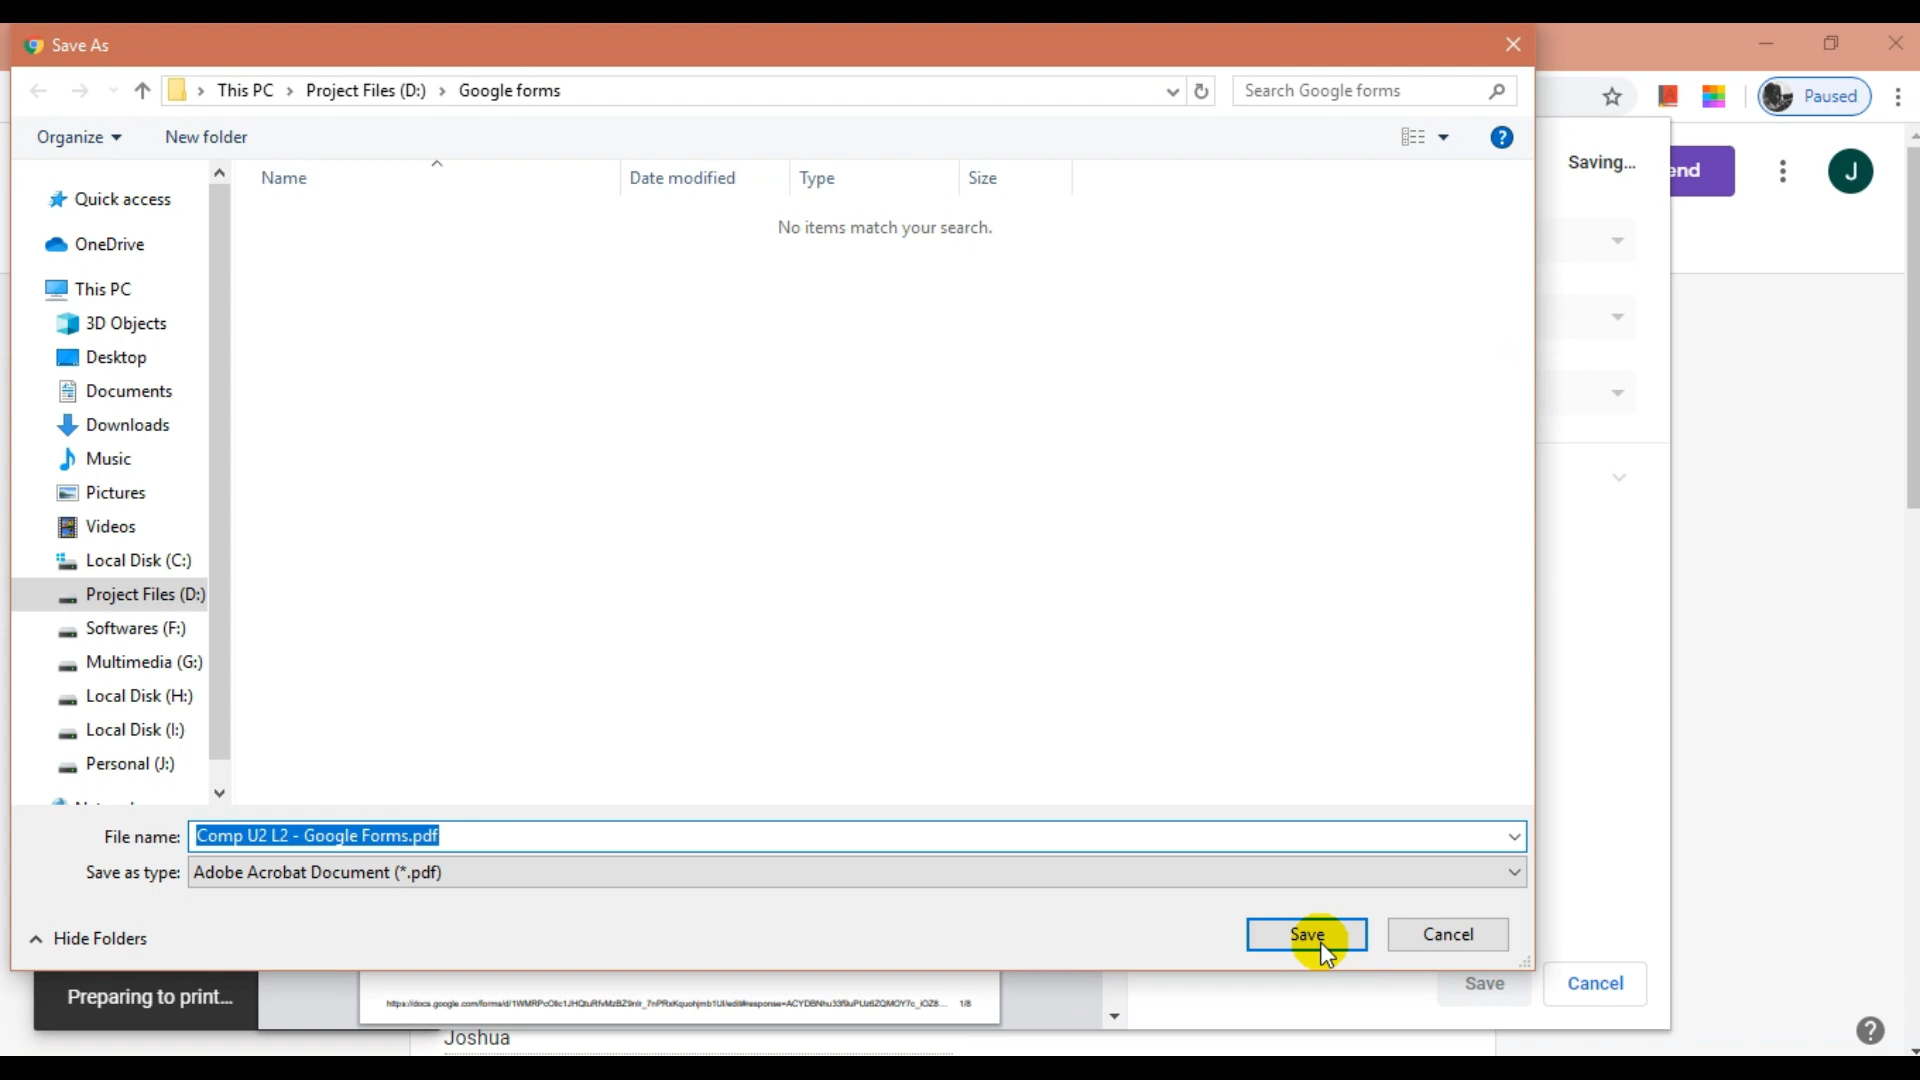 Save As
This PC > Project Files (D:) > Google forms
Search Google forms
Paused
Organize
New folder
?
Saving...
end
J
Name
Date modified
Type
Size
No items match your search.
Quick access
OneDrive
This PC
3D Objects
Desktop
Documents
Downloads
Music
Pictures
Videos
Local Disk (C:)
Project Files (D:)
Softwares (F:)
Multimedia (G:)
Local Disk (H:)
Local Disk (I:)
Personal (J:)
File name: Comp U2 L2 - Google Forms.pdf
Save as type: Adobe Acrobat Document (*.pdf)
Hide Folders
Save
Cancel
Preparing to print...
1/8
Save
Cancel
Joshua
?